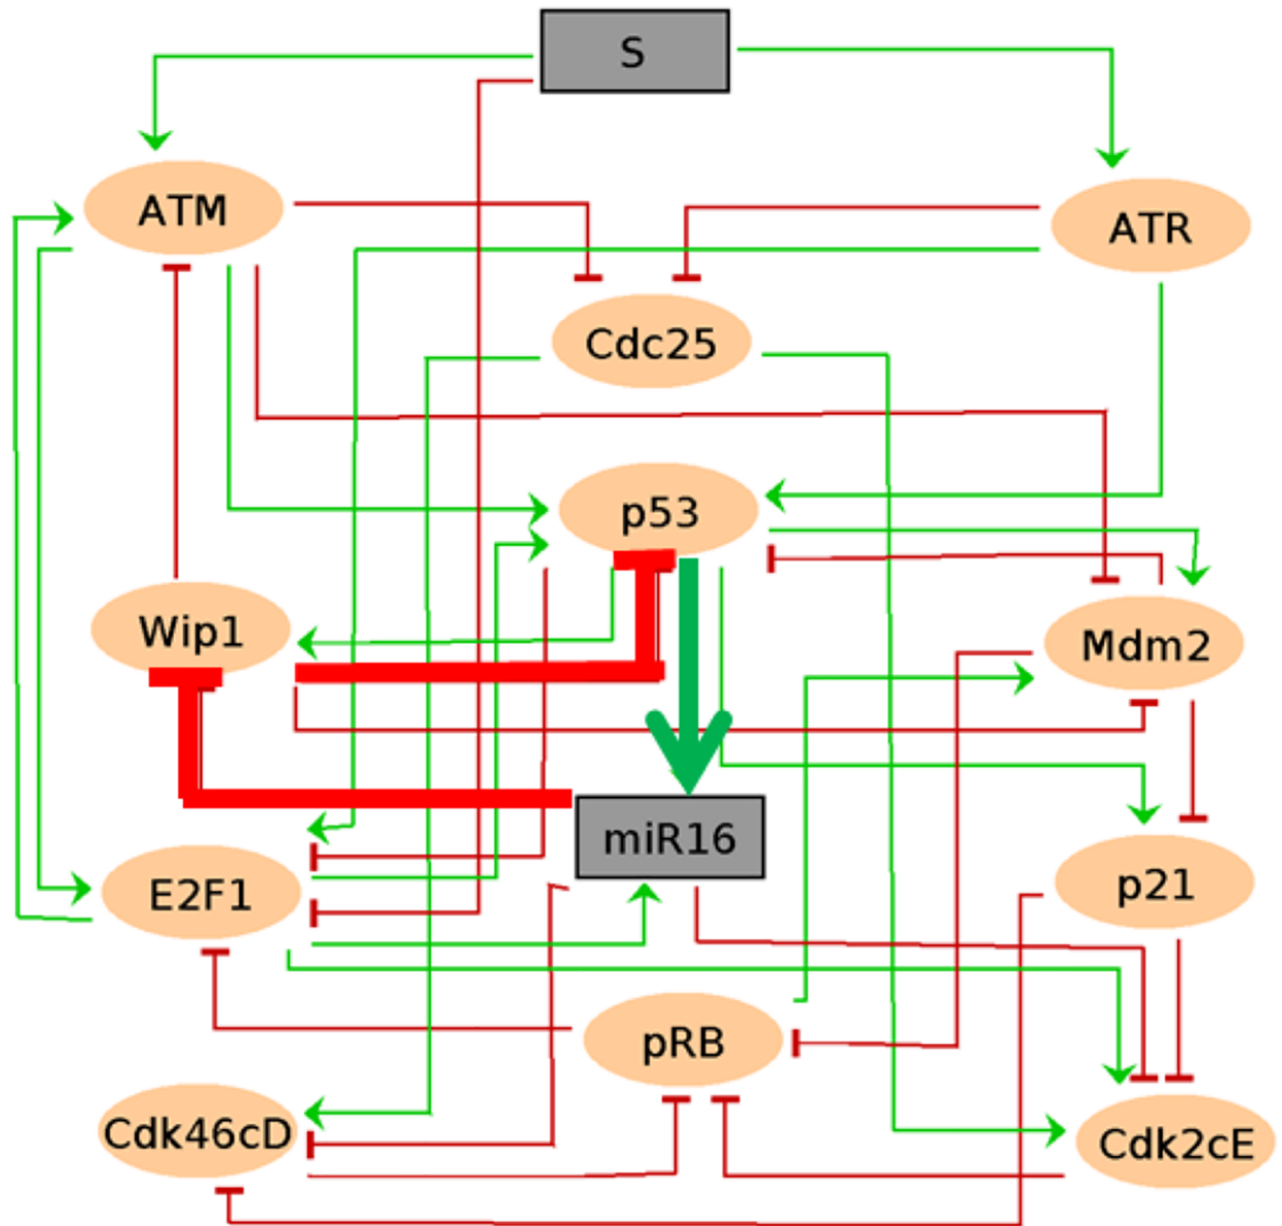 S
ATM
ATR
Cdc25
p53
Wip1
Mdm2
miR16
E2F1
p21
pRB
Cdk46cD
Cdk2cE